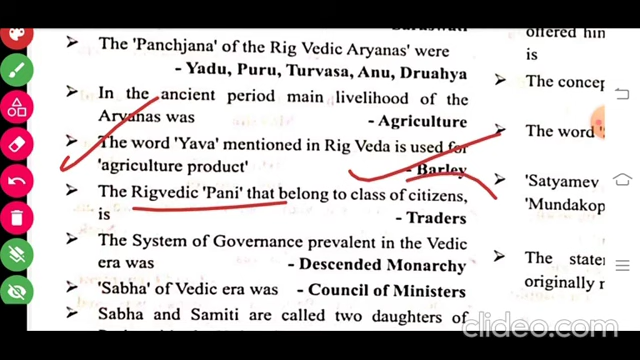 Saraswati
The 'Panchjana' of the Rig Vedic Aryanas' were
- Yadu, Puru, Turvasa, Anu, Druahya
In the ancient period main livelihood of the
Aryanas was - Agriculture
The word 'Yava' mentioned in Rig Veda is used for
'agriculture product' - Barley
The Rigvedic 'Pani' that belong to class of citizens,
is - Traders
The System of Governance prevalent in the Vedic
era was - Descended Monarchy
'Sabha' of Vedic era was - Council of Ministers
Sabha and Samiti are called two daughters of
offered him
is
The concep
The word
'Satyamev
'Mundakop
The state
originally r
clideo.com